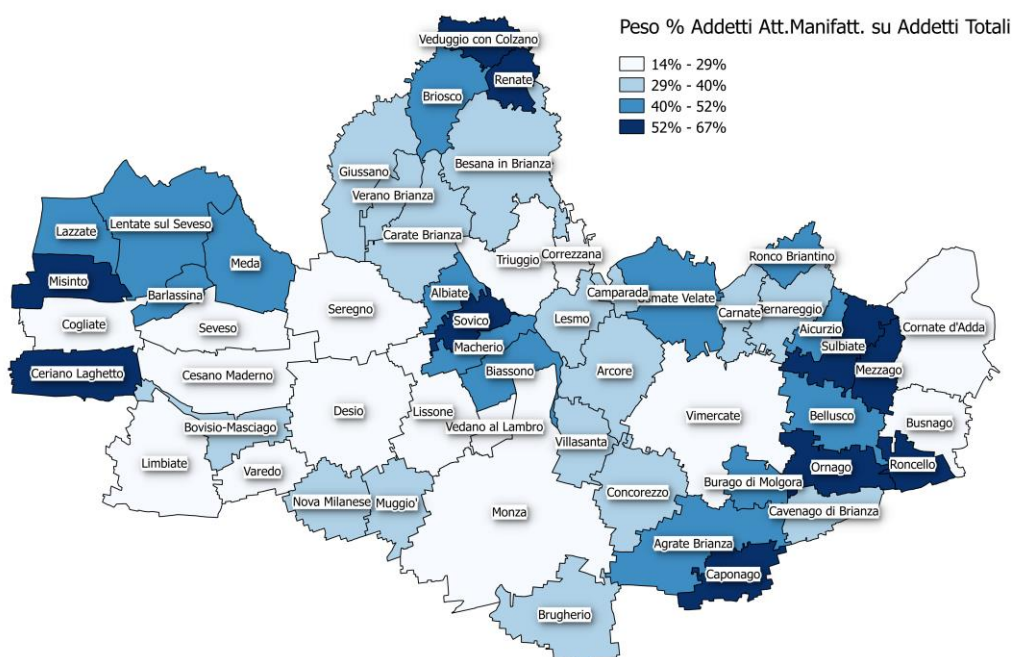 Peso % Addetti Att.Manifatt. su Addetti Totali
14% - 29%
29% - 40%
40% - 52%
52% - 67%
Veduggio con Colzano
Renate
Briosco
Besana in Brianza
Giussano
Verano Brianza
Carate Brianza
Lentate sul Seveso
Lazzate
Meda
Misinto
Barlassina
Cogliate
Seveso
Seregno
Triuggio
Correzzana
Ronco Briantino
Albiate
Camparada
Usmate Velate
Carnate
Bernareggio
Sovico
Lesmo
Aicurzio
Cornate d'Adda
Macherio
Sulbiate
Mezzago
Ceriano Laghetto
Cesano Maderno
Biassono
Arcore
Desio
Lissone
Vimercate
Bellusco
Busnago
Bovisio-Masciago
Vedano al Lambro
Villasanta
Limbiate
Varedo
Ornago
Roncello
Burago di Molgora
Concorezzo
Nova Milanese
Muggio'
Monza
Cavenago di Brianza
Agrate Brianza
Caponago
Brugherio